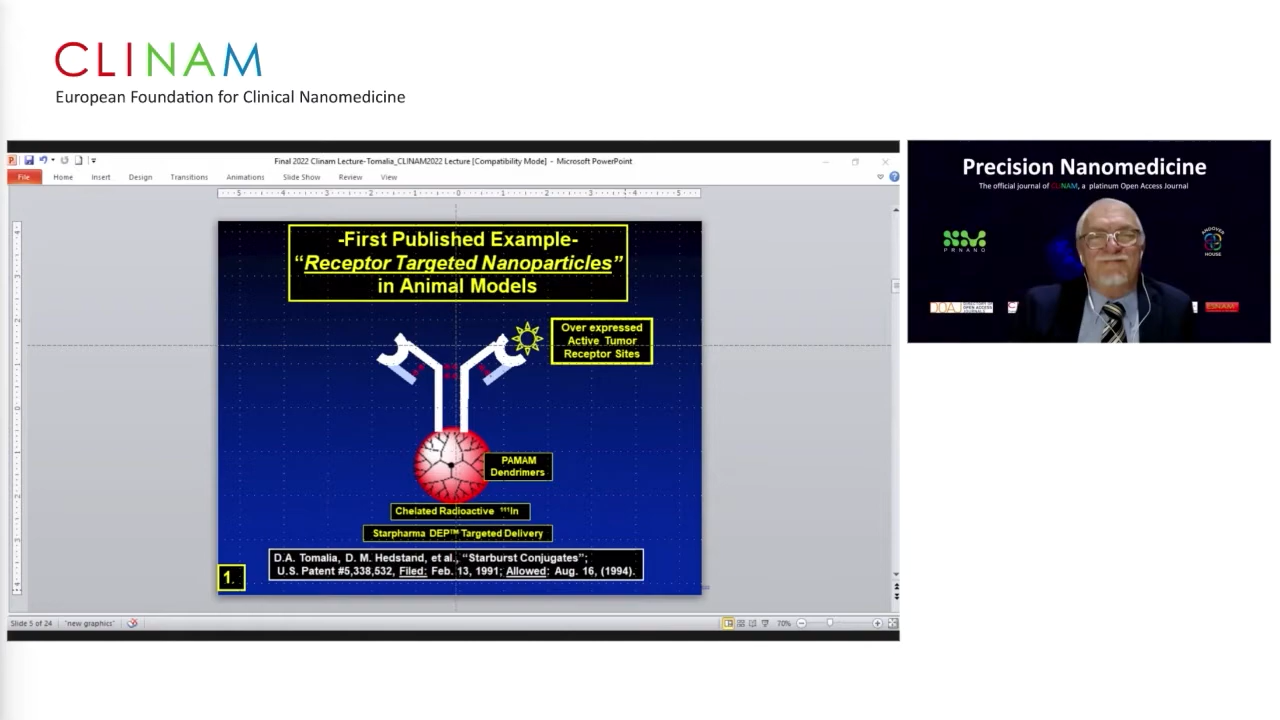 CLINAM
European Foundation for Clinical Nanomedicine
Final 2022 Clinam Lecture-Tomalia_CLINAM2022 Lecture [Compatibility Mode] - Microsoft PowerPoint
File Home Insert Design Transitions Animations Slide Show Review View
-First Published Example-
“Receptor Targeted Nanoparticles”
in Animal Models
Over expressed
Active Tumor
Receptor Sites
PAMAM
Dendrimers
Chelated Radioactive ¹¹¹In
Starpharma DEP™ Targeted Delivery
D.A. Tomalia, D. M. Hedstand, et al., “Starburst Conjugates”;
U.S. Patent #5,338,532, Filed: Feb. 13, 1991; Allowed: Aug. 16, (1994).
1.
Slide 5 of 24 "new graphics" 70%
Precision Nanomedicine
The official journal of CLINAM, a platinum Open Access Journal
PRNANO
ANDOVER
HOUSE
DOAJ
ESNAM